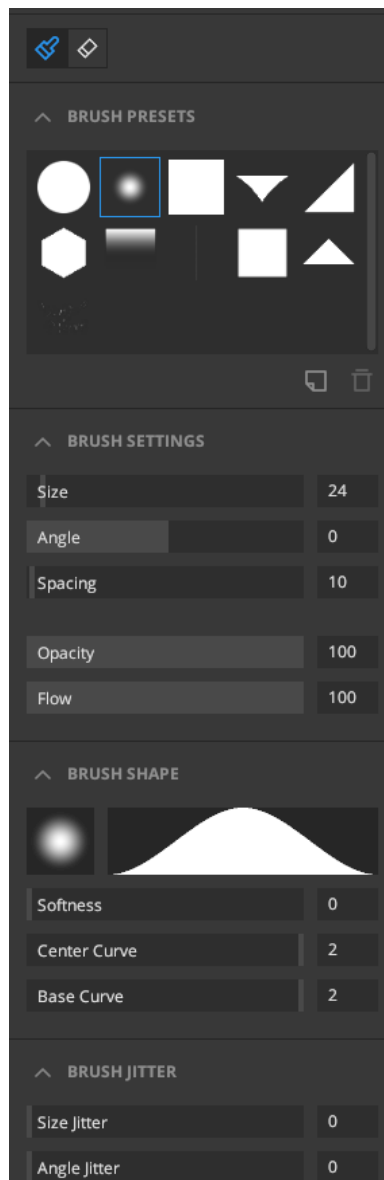 BRUSH PRESETS
BRUSH SETTINGS
Size 24
Angle 0
Spacing 10
Opacity 100
Flow 100
BRUSH SHAPE
Softness 0
Center Curve 2
Base Curve 2
BRUSH JITTER
Size Jitter 0
Angle Jitter 0